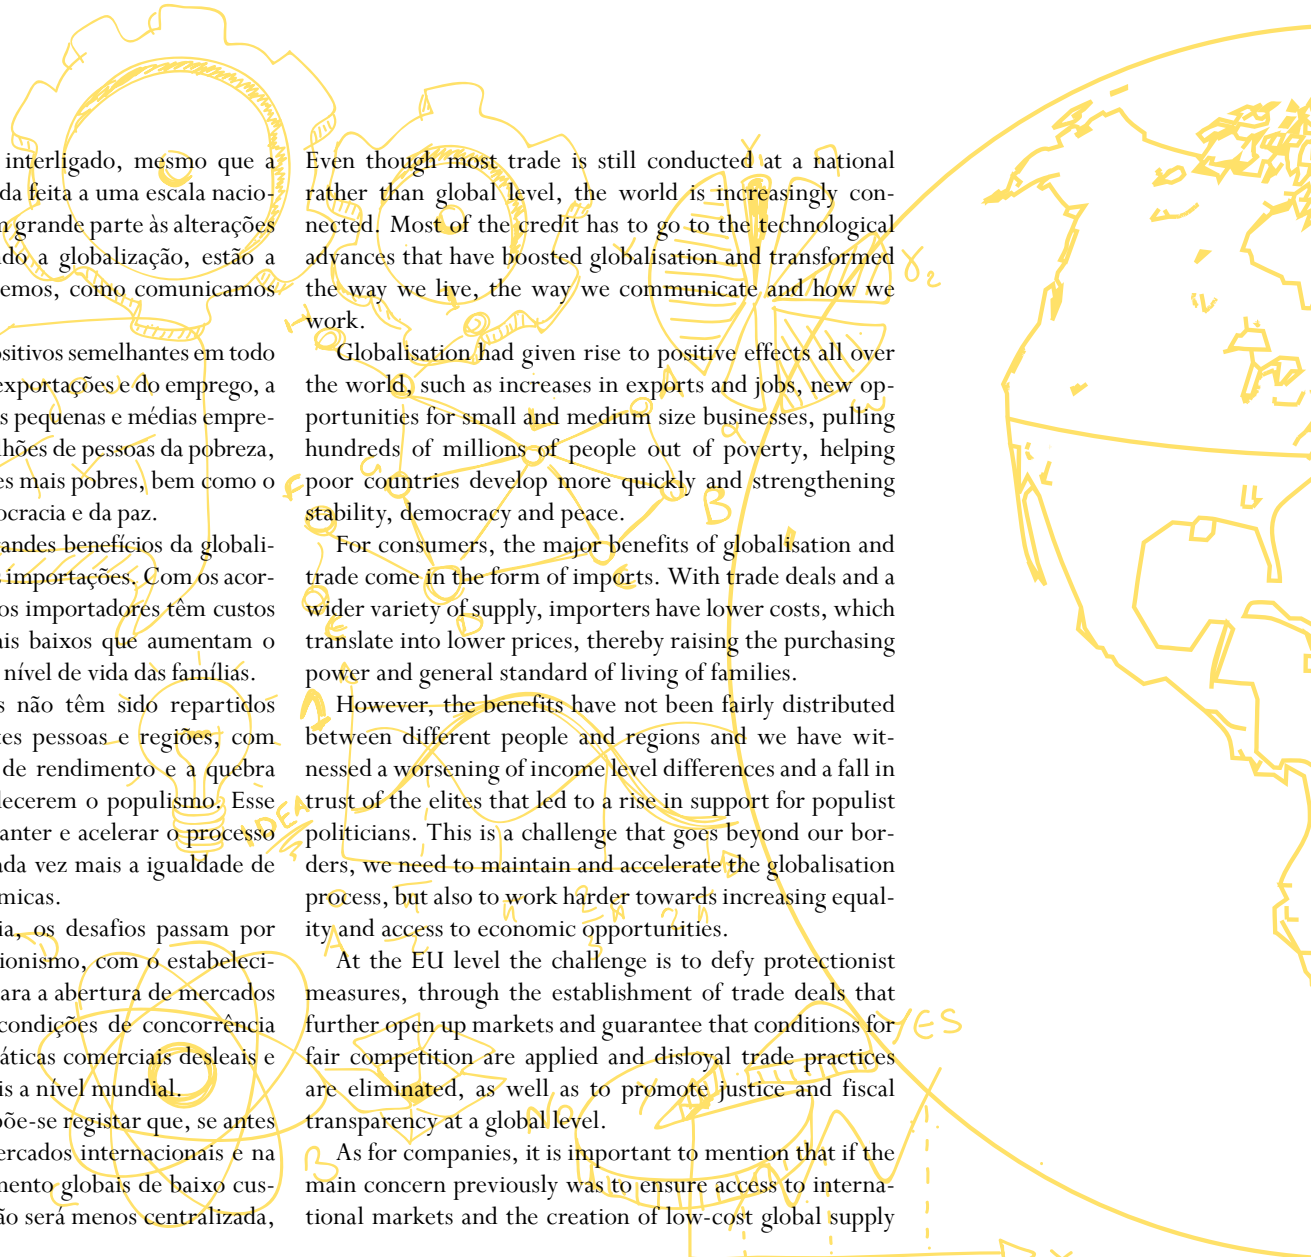 interligado, mesmo que a
da feita a uma escala nacio-
grande parte às alterações
do a globalização, estão a
emos, como comunicamos
ositivos semelhantes em todo
exportações e do emprego, a
s pequenas e médias empre-
lhões de pessoas da pobreza,
es mais pobres, bem como o
ocracia e da paz.
andes benefícios da globali-
s importações. Com os acor-
os importadores têm custos
ais baixos que aumentam o
nível de vida das famílias.
s não têm sido repartidos
tes pessoas e regiões, com
de rendimento e a quebra
lecerem o populismo. Esse
anter e acelerar o processo
ada vez mais a igualdade de
micas.
ia, os desafios passam por
ionismo, com o estabeleci-
para a abertura de mercados
condições de concorrência
áticas comerciais desleais e
is a nível mundial.
põe-se registar que, se antes
ercados internacionais e na
mento globais de baixo cus-
ão será menos centralizada,
Even though most trade is still conducted at a national
rather than global level, the world is increasingly con-
nected. Most of the credit has to go to the technological
advances that have boosted globalisation and transformed
the way we live, the way we communicate and how we
work.
Globalisation had given rise to positive effects all over
the world, such as increases in exports and jobs, new op-
portunities for small and medium size businesses, pulling
hundreds of millions of people out of poverty, helping
poor countries develop more quickly and strengthening
stability, democracy and peace.
For consumers, the major benefits of globalisation and
trade come in the form of imports. With trade deals and a
wider variety of supply, importers have lower costs, which
translate into lower prices, thereby raising the purchasing
power and general standard of living of families.
However, the benefits have not been fairly distributed
between different people and regions and we have wit-
nessed a worsening of income level differences and a fall in
trust of the elites that led to a rise in support for populist
politicians. This is a challenge that goes beyond our bor-
ders, we need to maintain and accelerate the globalisation
process, but also to work harder towards increasing equal-
ity and access to economic opportunities.
At the EU level the challenge is to defy protectionist
measures, through the establishment of trade deals that
further open up markets and guarantee that conditions for
fair competition are applied and disloyal trade practices
are eliminated, as well as to promote justice and fiscal
transparency at a global level.
As for companies, it is important to mention that if the
main concern previously was to ensure access to interna-
tional markets and the creation of low-cost global supply
IDEA
YES
NO
A
B
B